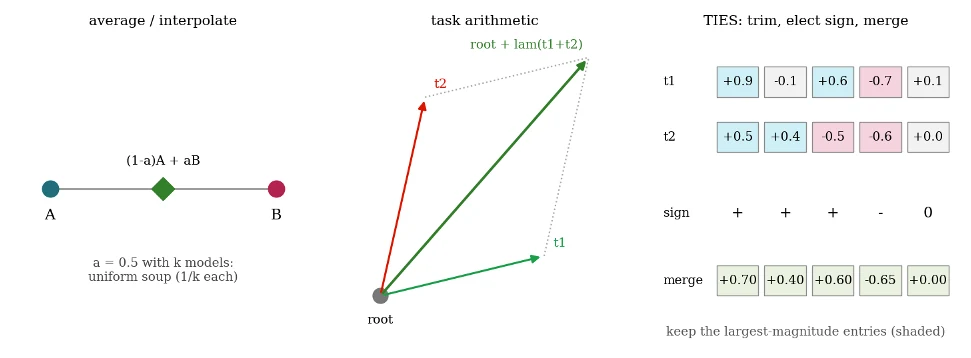 average / interpolate
(1-a)A + aB
A B
a = 0.5 with k models:
uniform soup (1/k each)
task arithmetic
root + lam(t1+t2)
t2
t1
root
TIES: trim, elect sign, merge
t1 +0.9 -0.1 +0.6 -0.7 +0.1
t2 +0.5 +0.4 -0.5 -0.6 +0.0
sign + + + - 0
merge +0.70 +0.40 +0.60 -0.65 +0.00
keep the largest-magnitude entries (shaded)